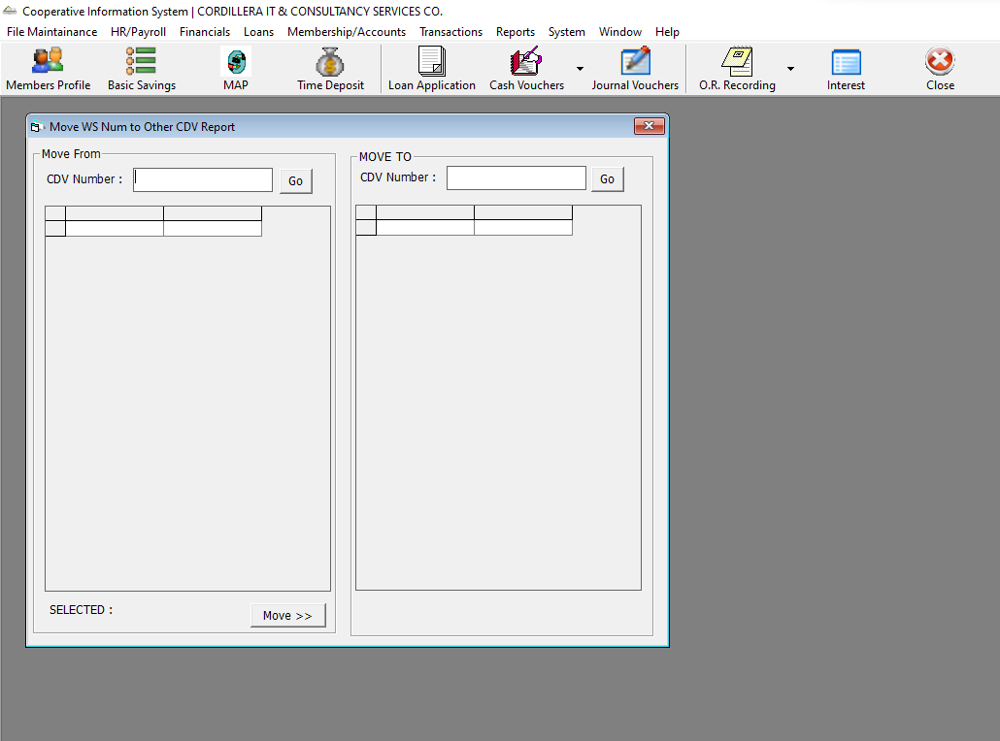 Cooperative Information System | CORDILLERA IT & CONSULTANCY SERVICES CO.
File Maintainance HR/Payroll Financials Loans Membership/Accounts Transactions Reports System Window Help
Members Profile Basic Savings MAP Time Deposit Loan Application Cash Vouchers Journal Vouchers O.R. Recording Interest Close
Move WS Num to Other CDV Report
Move From
CDV Number : Go
SELECTED :
Move >>
MOVE TO
CDV Number : Go